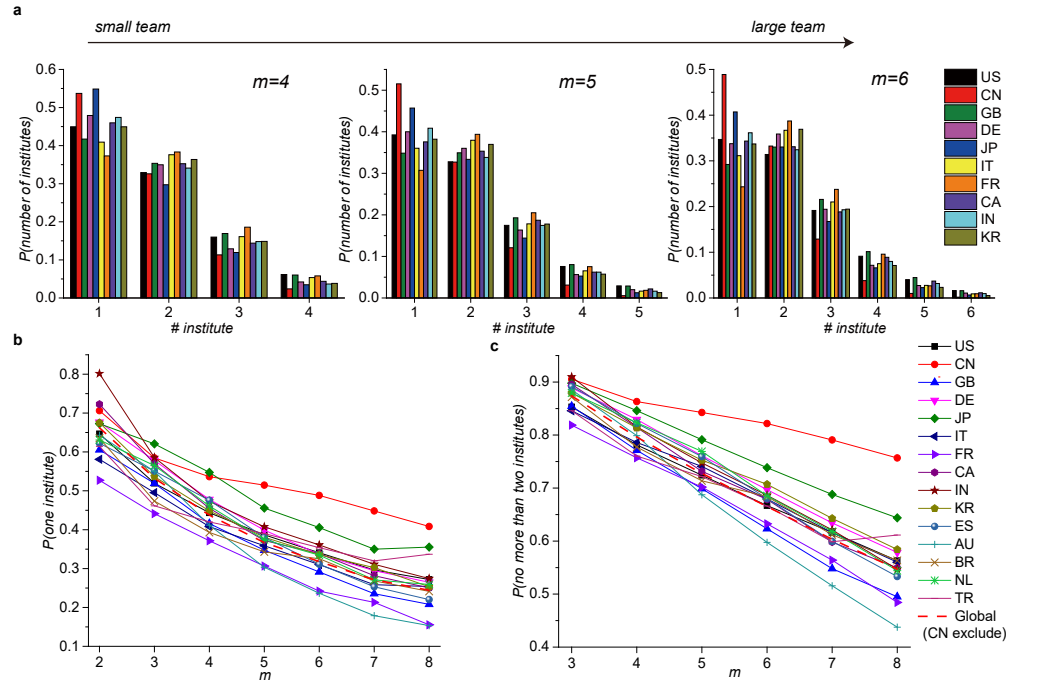 a
small team
large team
m=4
m=5
m=6
P(number of institutes)
0.6
0.5
0.4
0.3
0.2
0.1
0.0
1
2
3
4
# institute
P(number of institutes)
0.5
0.4
0.3
0.2
0.1
0.0
1
2
3
4
5
# institute
P(number of institutes)
0.5
0.4
0.3
0.2
0.1
0.0
1
2
3
4
5
6
# institute
US
CN
GB
DE
JP
IT
FR
CA
IN
KR
b
P(one institute)
0.8
0.7
0.6
0.5
0.4
0.3
0.2
0.1
2
3
4
5
6
7
8
m
c
P(no more than two institutes)
0.9
0.8
0.7
0.6
0.5
0.4
3
4
5
6
7
8
m
US
CN
GB
DE
JP
IT
FR
CA
IN
KR
ES
AU
BR
NL
TR
Global
(CN exclude)